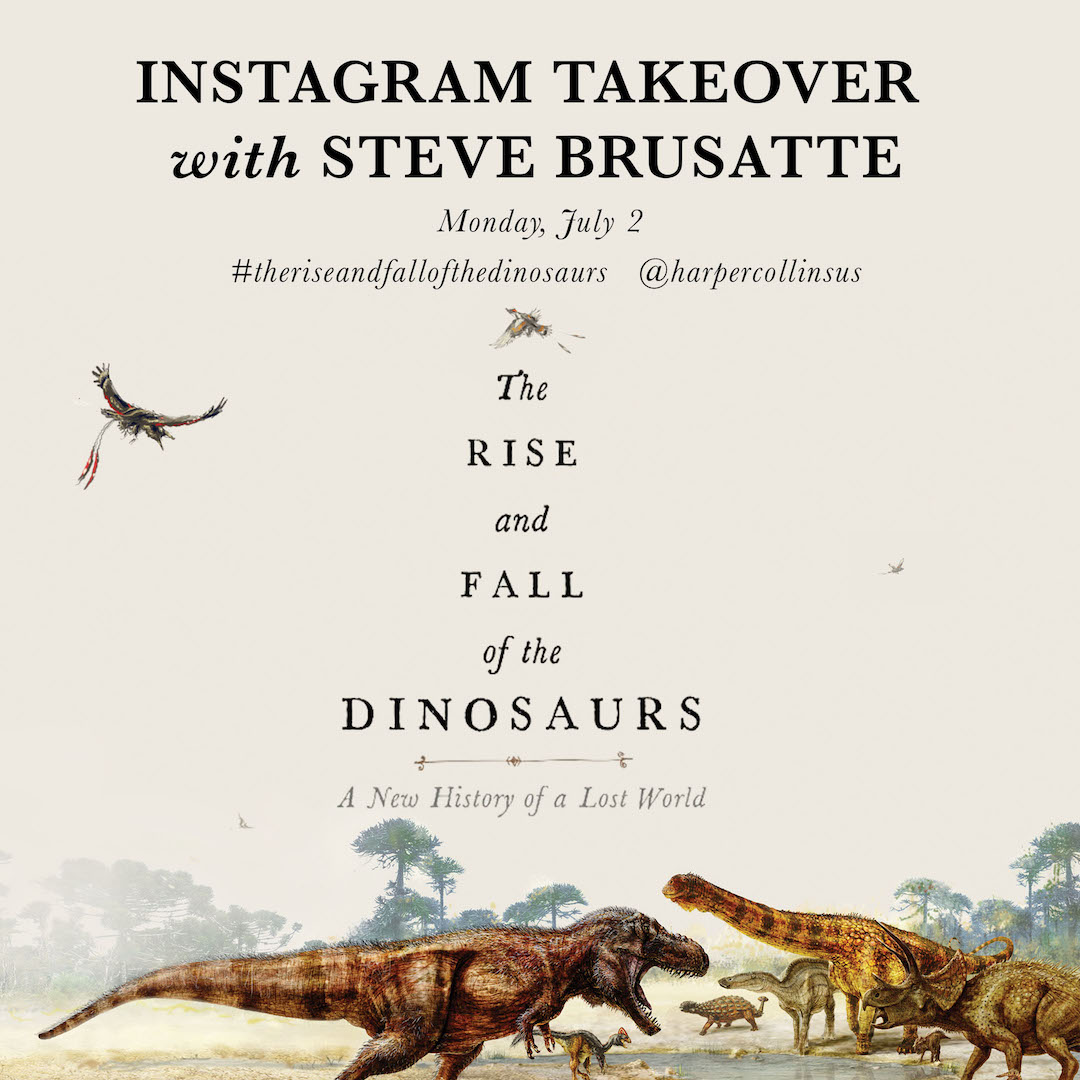 INSTAGRAM TAKEOVER
with STEVE BRUSATTE
Monday, July 2
#theriseandfallofthedinosaurs @harpercollinsus
The
RISE
and
FALL
of the
DINOSAURS
A New History of a Lost World